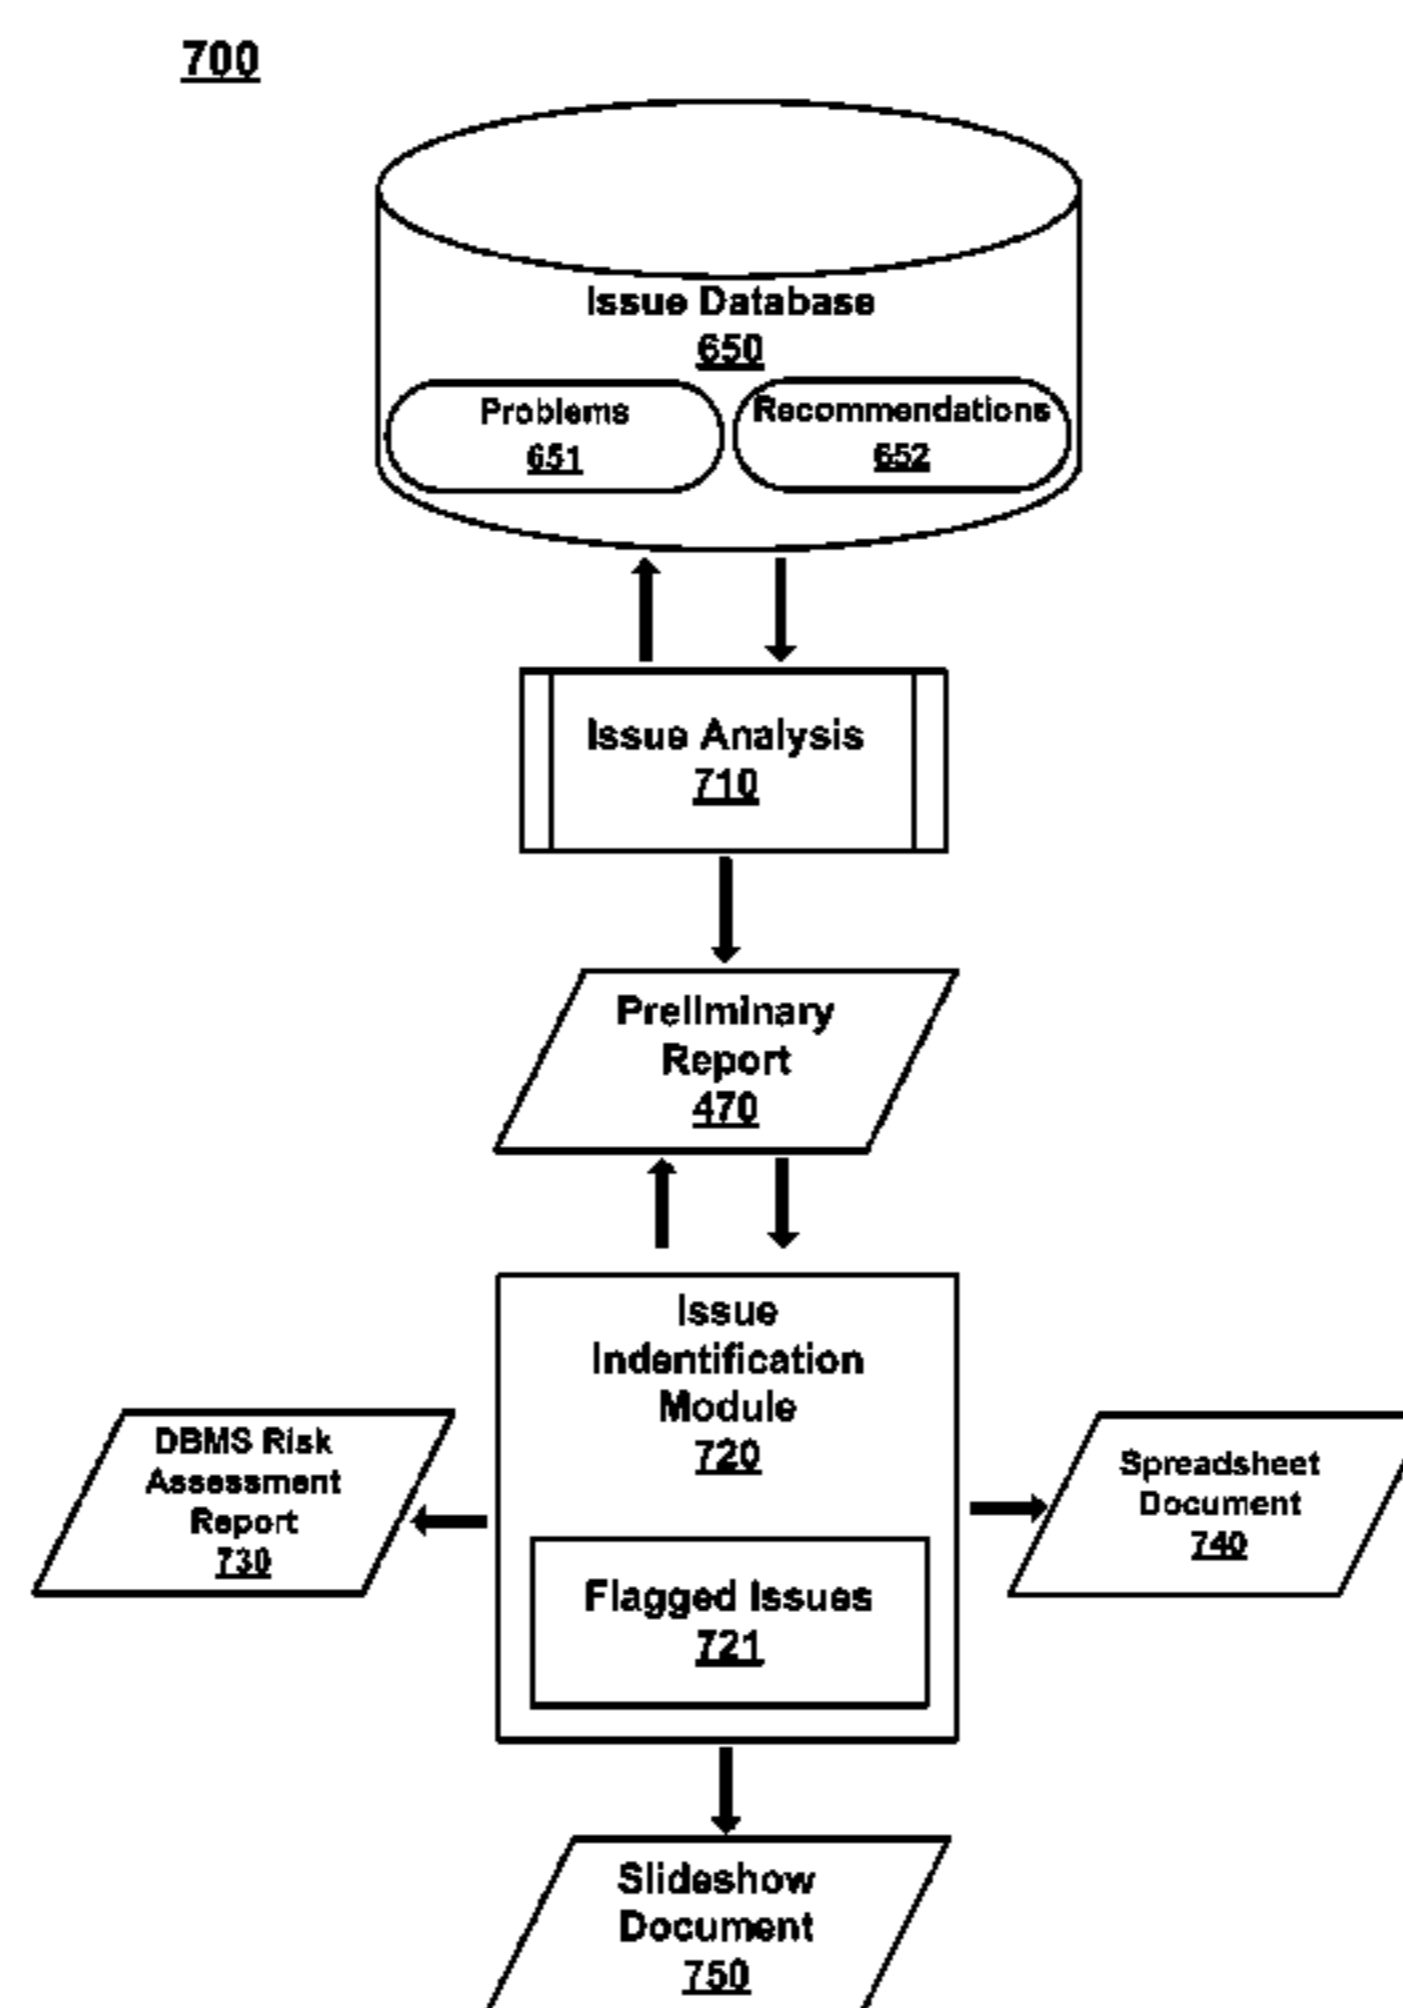 700
Issue Database
650
Problems
651
Recommendations
652
Issue Analysis
710
Preliminary
Report
470
Issue
Indentification
Module
720
DBMS Risk
Assessment
Report
730
Spreadsheet
Document
740
Flagged Issues
721
Slideshow
Document
750